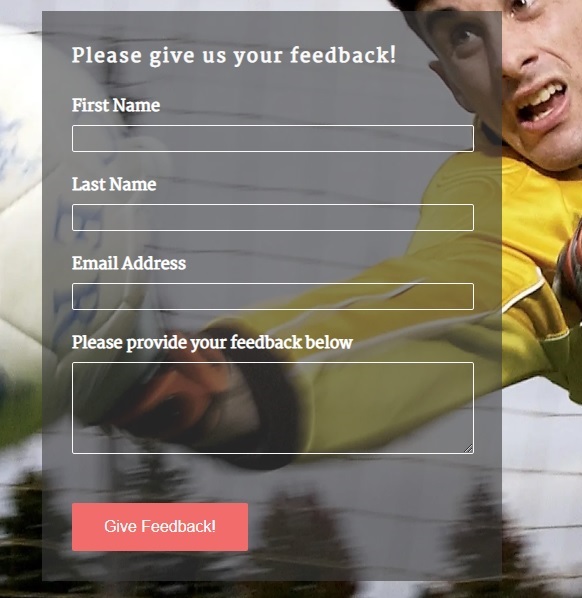 Please give us your feedback!
First Name
Last Name
Email Address
Please provide your feedback below
Give Feedback!